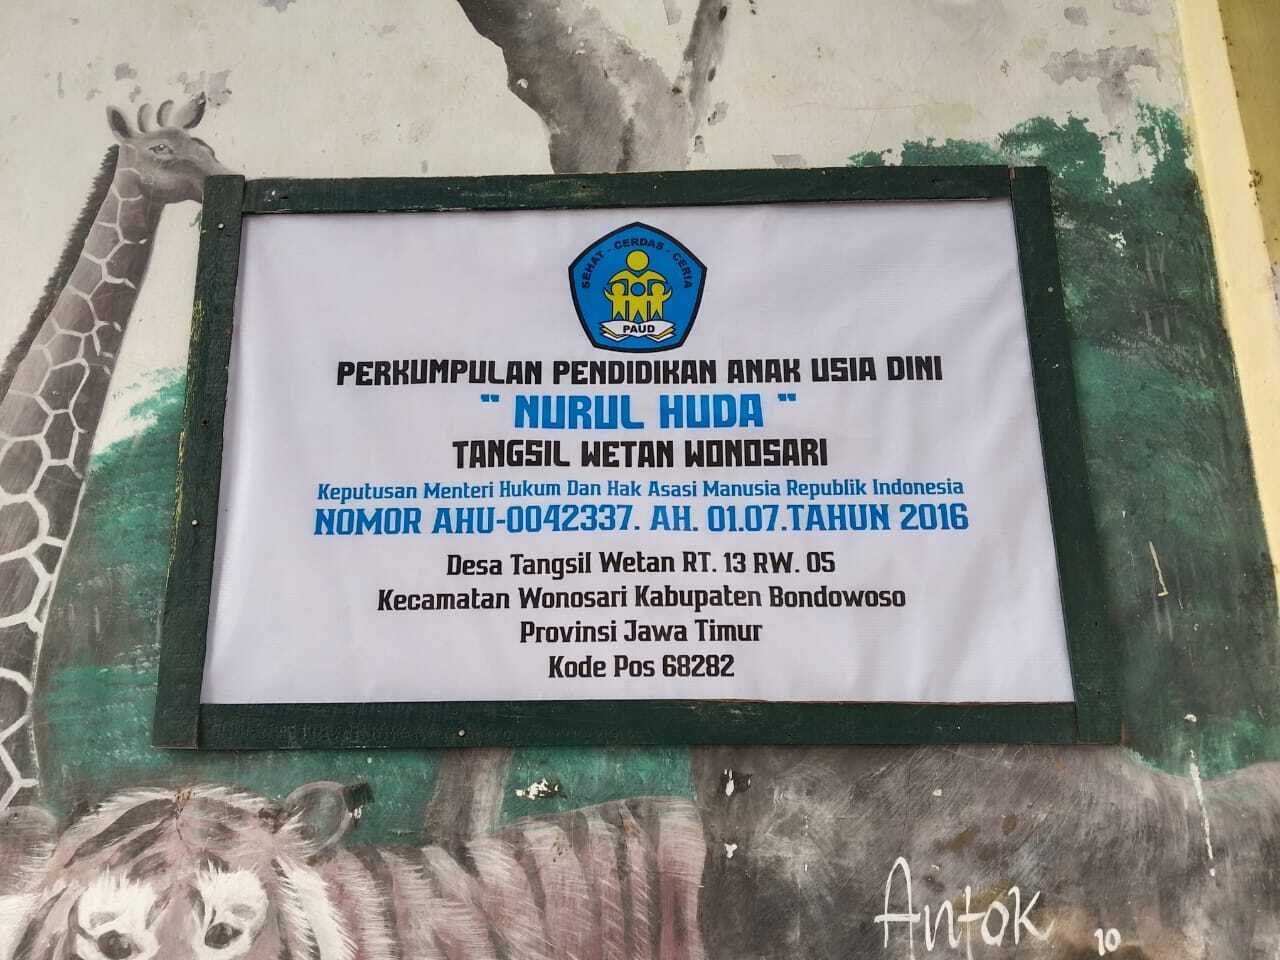 SEHAT - CERDAS - CERIA
PAUD
PERKUMPULAN PENDIDIKAN ANAK USIA DINI
" NURUL HUDA "
TANGSIL WETAN WONOSARI
Keputusan Menteri Hukum Dan Hak Asasi Manusia Republik Indonesia
NOMOR AHU-0042337. AH. 01.07.TAHUN 2016
Desa Tangsil Wetan RT. 13 RW. 05
Kecamatan Wonosari Kabupaten Bondowoso
Provinsi Jawa Timur
Kode Pos 68282
Antok
10